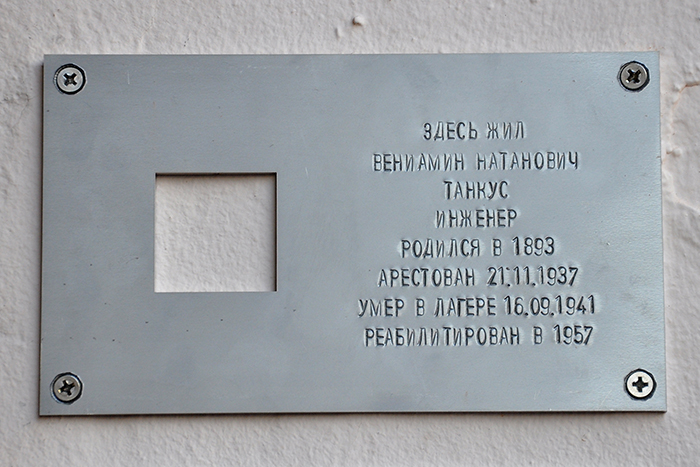 ЗДЕСЬ ЖИЛ
ВЕНИАМИН НАТАНОВИЧ
ТАНКУС
ИНЖЕНЕР
РОДИЛСЯ В 1893
АРЕСТОВАН 21.11.1937
УМЕР В ЛАГЕРЕ 16.09.1941
РЕАБИЛИТИРОВАН В 1957